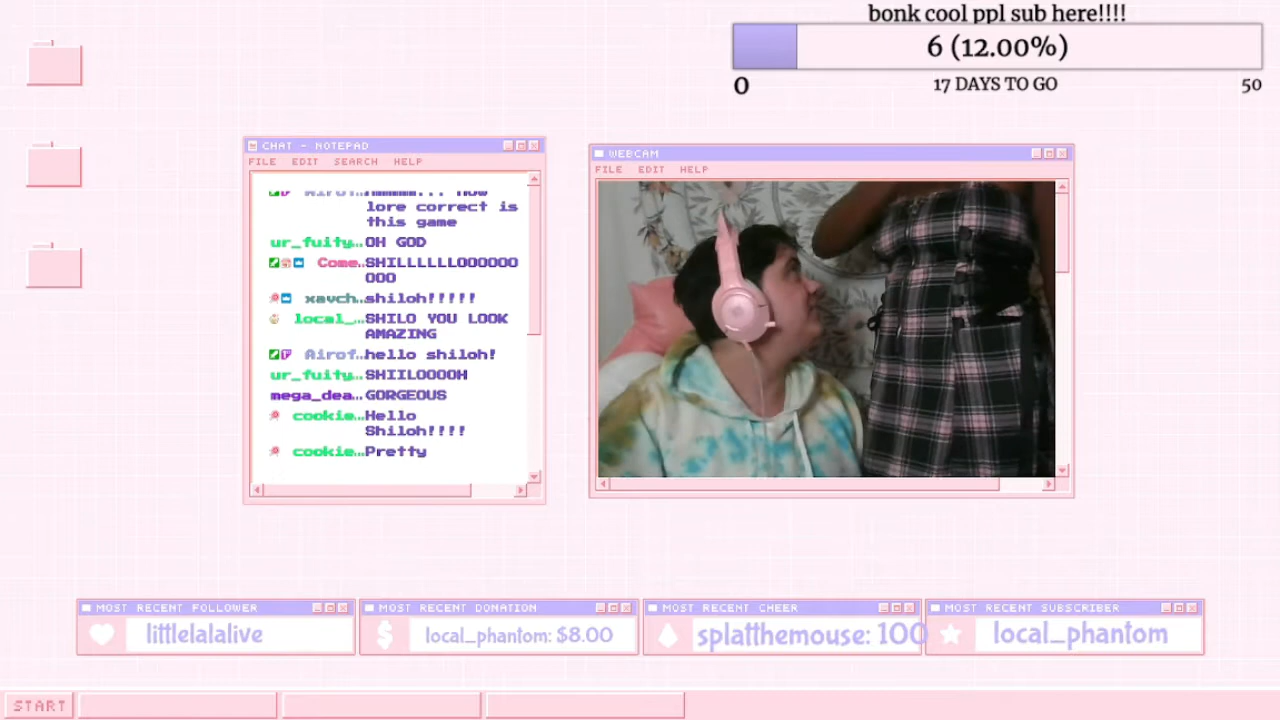 bonk cool ppl sub here!!!!
6 (12.00%)
0
17 DAYS TO GO
50
CHAT - NOTEPAD
FILE EDIT SEARCH HELP
lore correct is
this game
ur_fuity… OH GOD
Come… SHILLLLLLOOOOOO
OOO
xavch… shiloh!!!!!
local_… SHILO YOU LOOK
AMAZING
Airof… hello shiloh!
ur_fuity… SHIILOOOOH
mega_dea… GORGEOUS
cookie… Hello
Shiloh!!!!
cookie… Pretty
WEBCAM
FILE EDIT HELP
MOST RECENT FOLLOWER
littlelalalive
MOST RECENT DONATION
$
local_phantom: $8.00
MOST RECENT CHEER
splatthemouse: 100
MOST RECENT SUBSCRIBER
local_phantom
START